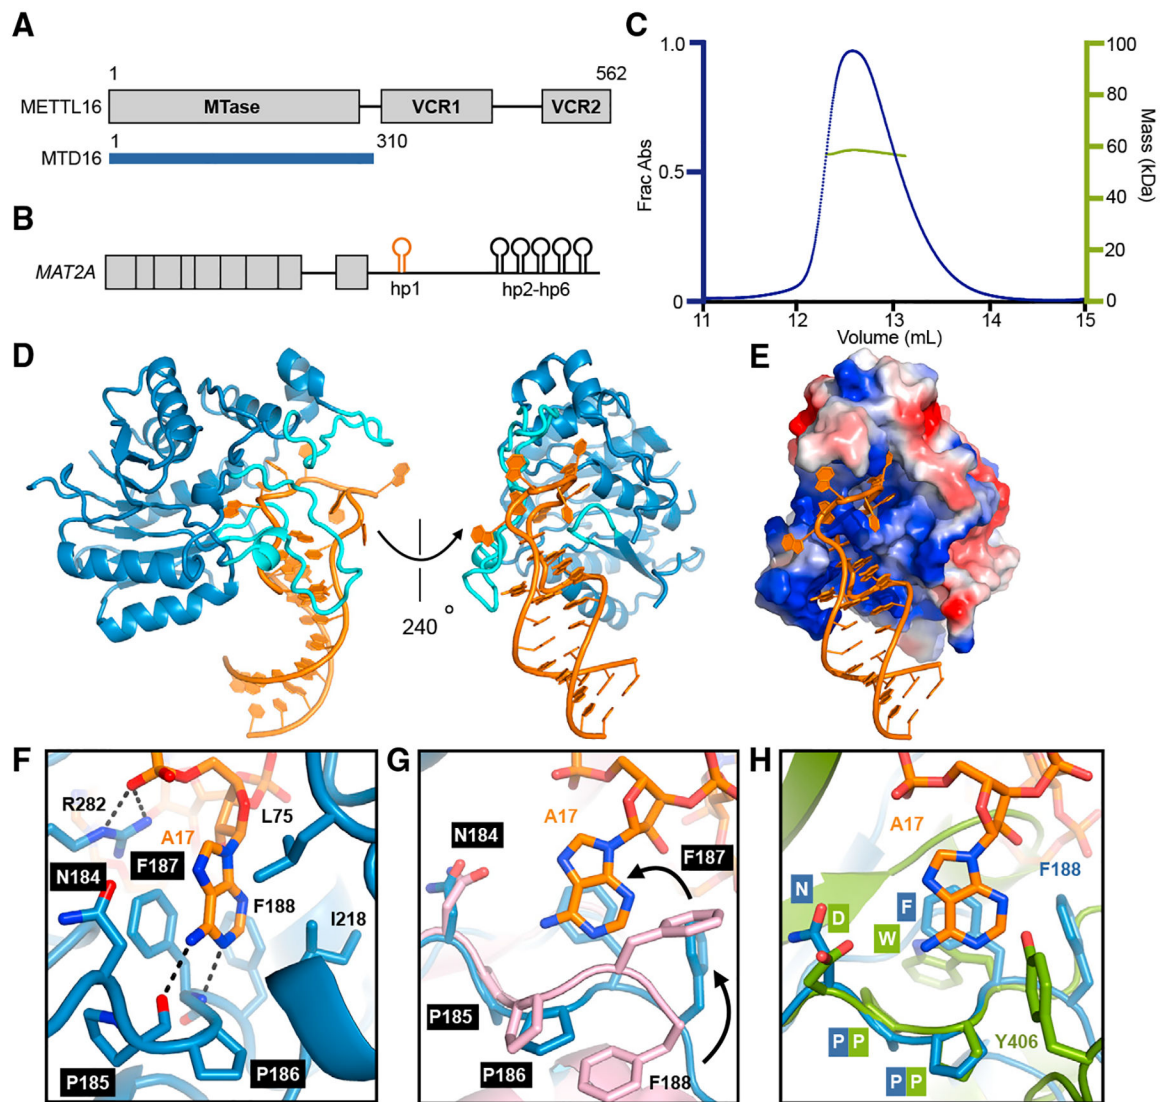 A
1
562
METTL16
MTase
VCR1
VCR2
1
310
MTD16
B
MAT2A
hp1
hp2-hp6
C
1.0
0.5
0
Frac Abs
100
80
60
40
20
0
Mass (kDa)
11
12
13
14
15
Volume (mL)
D
240 °
E
F
R282
A17
L75
F187
N184
F188
I218
P185
P186
G
A17
N184
F187
P185
P186
F188
H
A17
F188
N
D
F
W
Y406
P P
P P